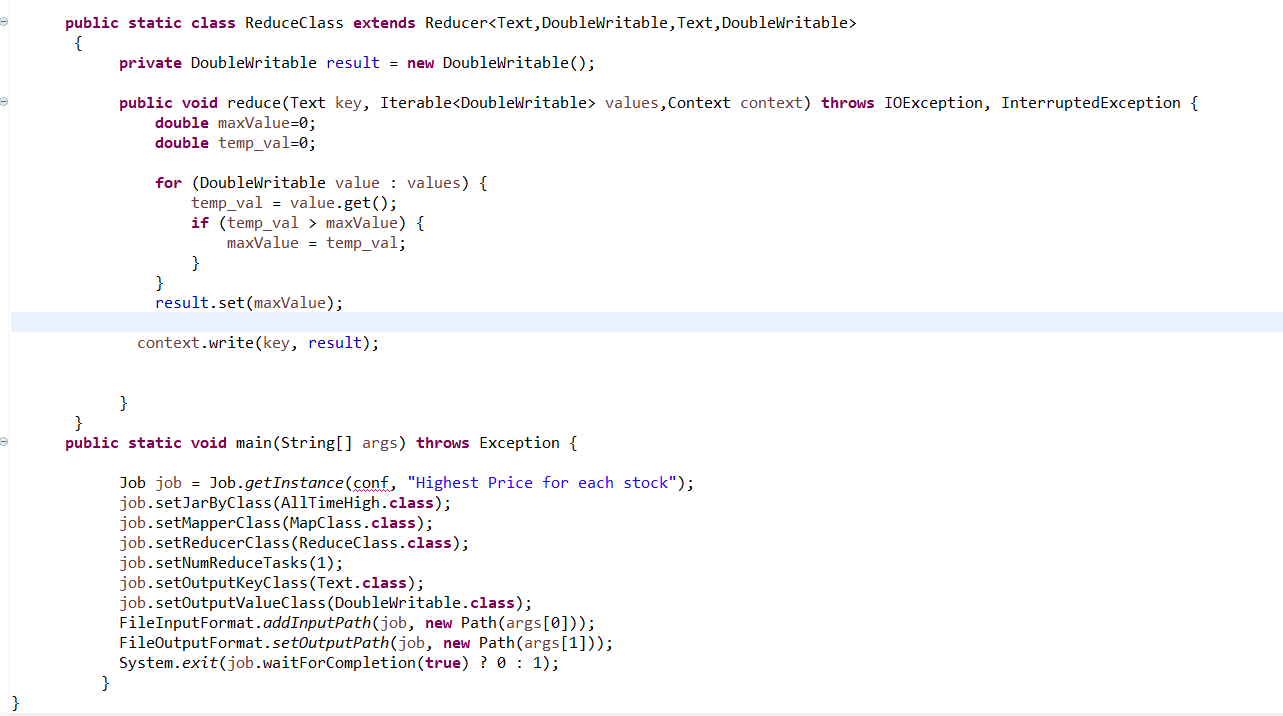 public static class ReduceClass extends Reducer<Text,DoubleWritable,Text,DoubleWritable>
{
private DoubleWritable result = new DoubleWritable();
public void reduce(Text key, Iterable<DoubleWritable> values,Context context) throws IOException, InterruptedException {
double maxValue=0;
double temp_val=0;
for (DoubleWritable value : values) {
temp_val = value.get();
if (temp_val > maxValue) {
maxValue = temp_val;
}
}
result.set(maxValue);
context.write(key, result);
}
}
public static void main(String[] args) throws Exception {
Job job = Job.getInstance(conf, "Highest Price for each stock");
job.setJarByClass(AllTimeHigh.class);
job.setMapperClass(MapClass.class);
job.setReducerClass(ReduceClass.class);
job.setNumReduceTasks(1);
job.setOutputKeyClass(Text.class);
job.setOutputValueClass(DoubleWritable.class);
FileInputFormat.addInputPath(job, new Path(args[0]));
FileOutputFormat.setOutputPath(job, new Path(args[1]));
System.exit(job.waitForCompletion(true) ? 0 : 1);
}
}